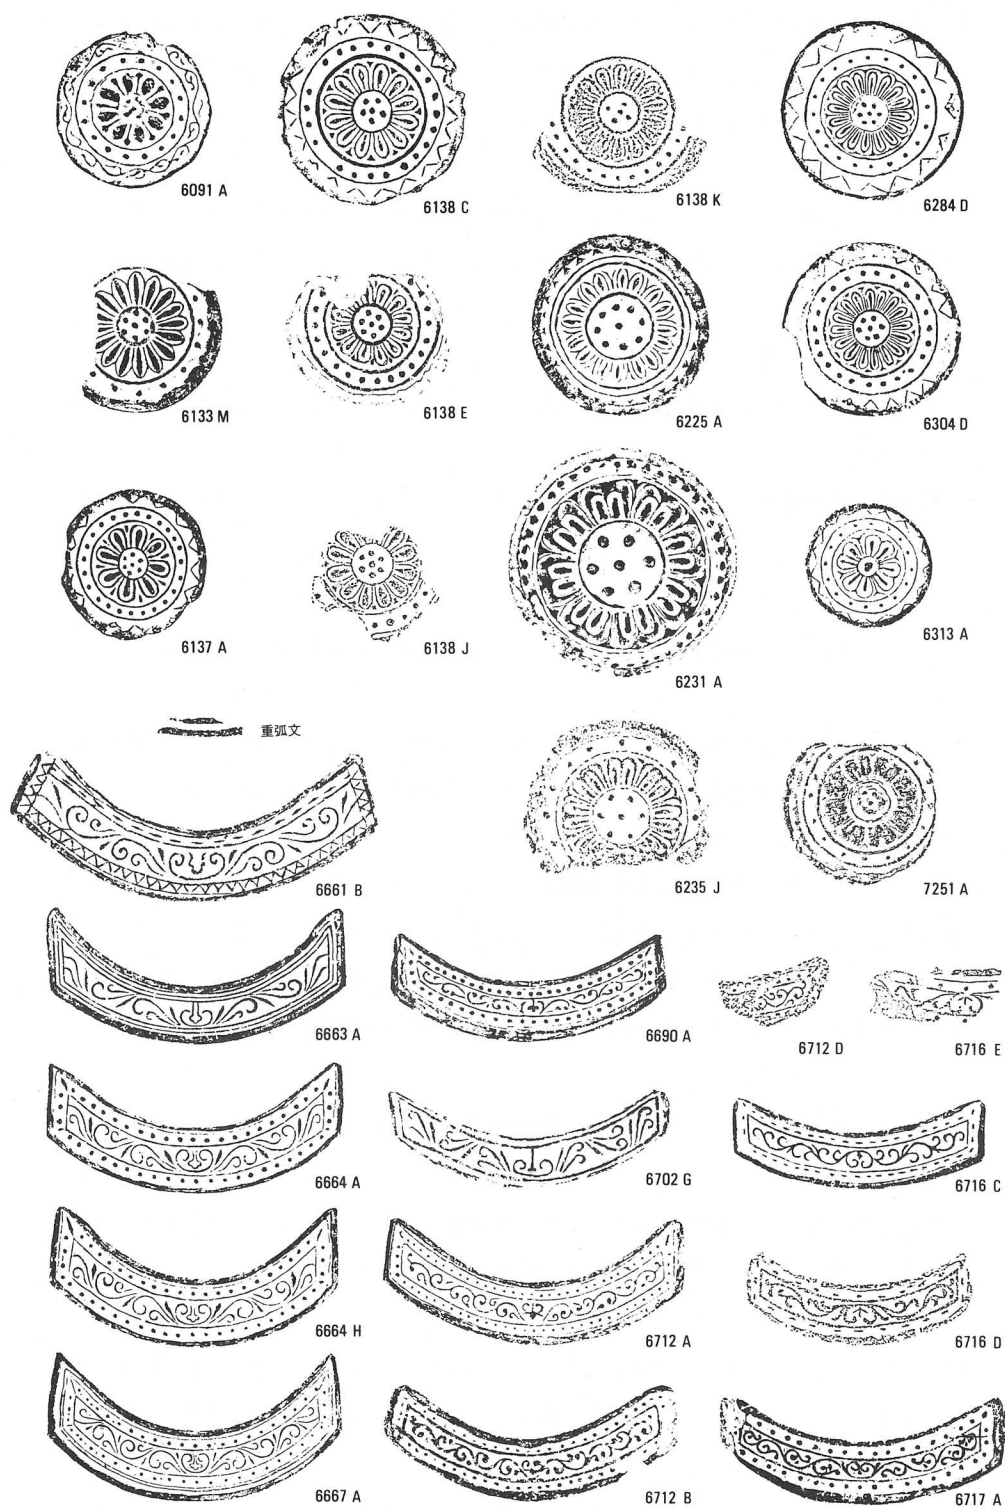 6091 A
6138 C
6138 K
6284 D
6133 M
6138 E
6225 A
6304 D
6137 A
6138 J
6231 A
6313 A
重弧文
6661 B
6235 J
7251 A
6663 A
6690 A
6712 D
6716 E
6664 A
6702 G
6716 C
6664 H
6712 A
6716 D
6667 A
6712 B
6717 A